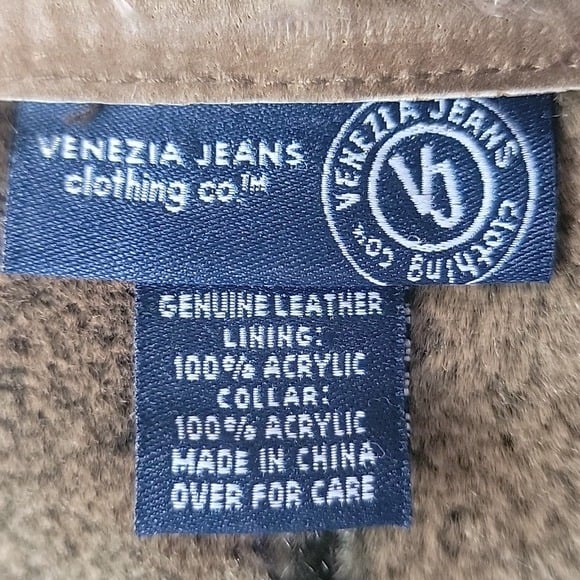 VENEZIA JEANS
clothing co.™
VENEZIA JEANS clothing co™
VJ
GENUINE LEATHER
LINING:
100% ACRYLIC
COLLAR:
100% ACRYLIC
MADE IN CHINA
OVER FOR CARE